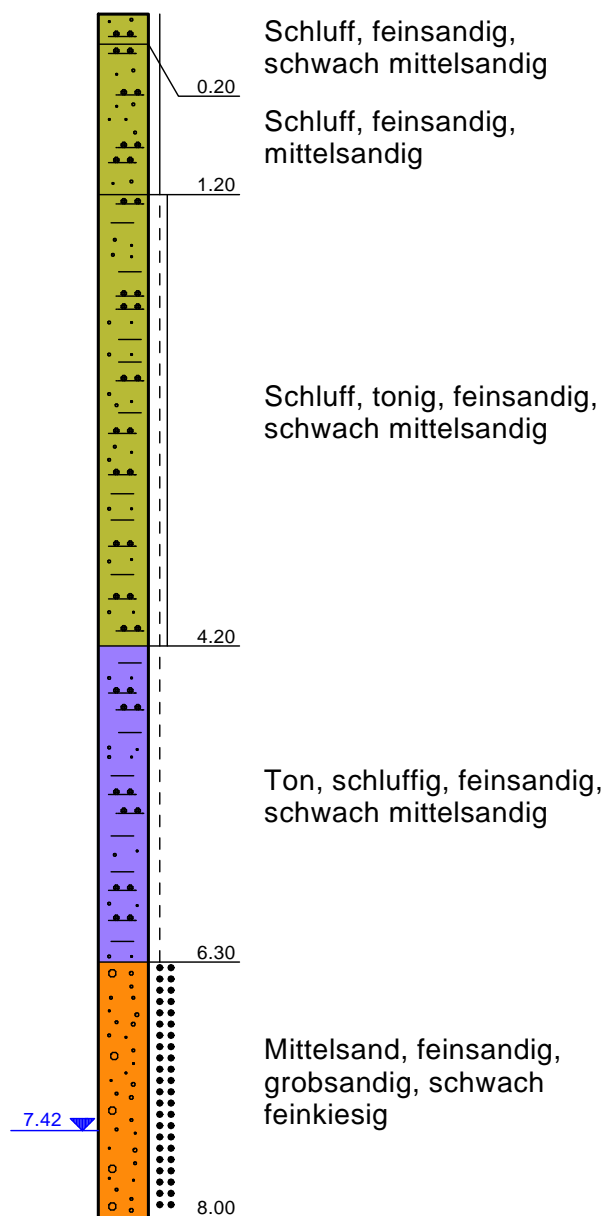 Schluff, feinsandig,
schwach mittelsandig
0.20
Schluff, feinsandig,
mittelsandig
1.20
Schluff, tonig, feinsandig,
schwach mittelsandig
4.20
Ton, schluffig, feinsandig,
schwach mittelsandig
6.30
Mittelsand, feinsandig,
grobsandig, schwach
feinkiesig
7.42
8.00